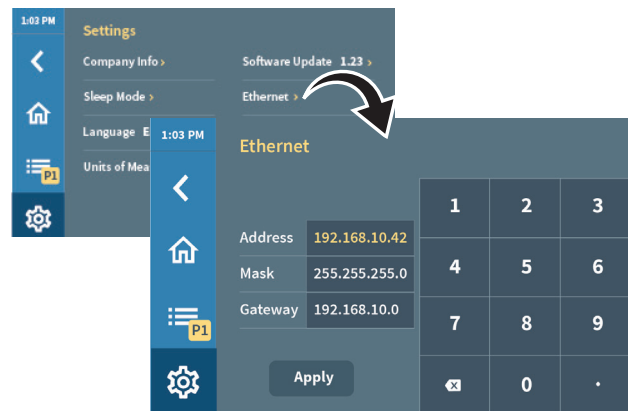 1:03 PM
Settings
Company Info >
Software Update 1.23 >
Sleep Mode >
Ethernet >
Language E
Units of Mea
P1
1:03 PM
Ethernet
Address 192.168.10.42
Mask 255.255.255.0
Gateway 192.168.10.0
Apply
P1
1 2 3
4 5 6
7 8 9
0 .